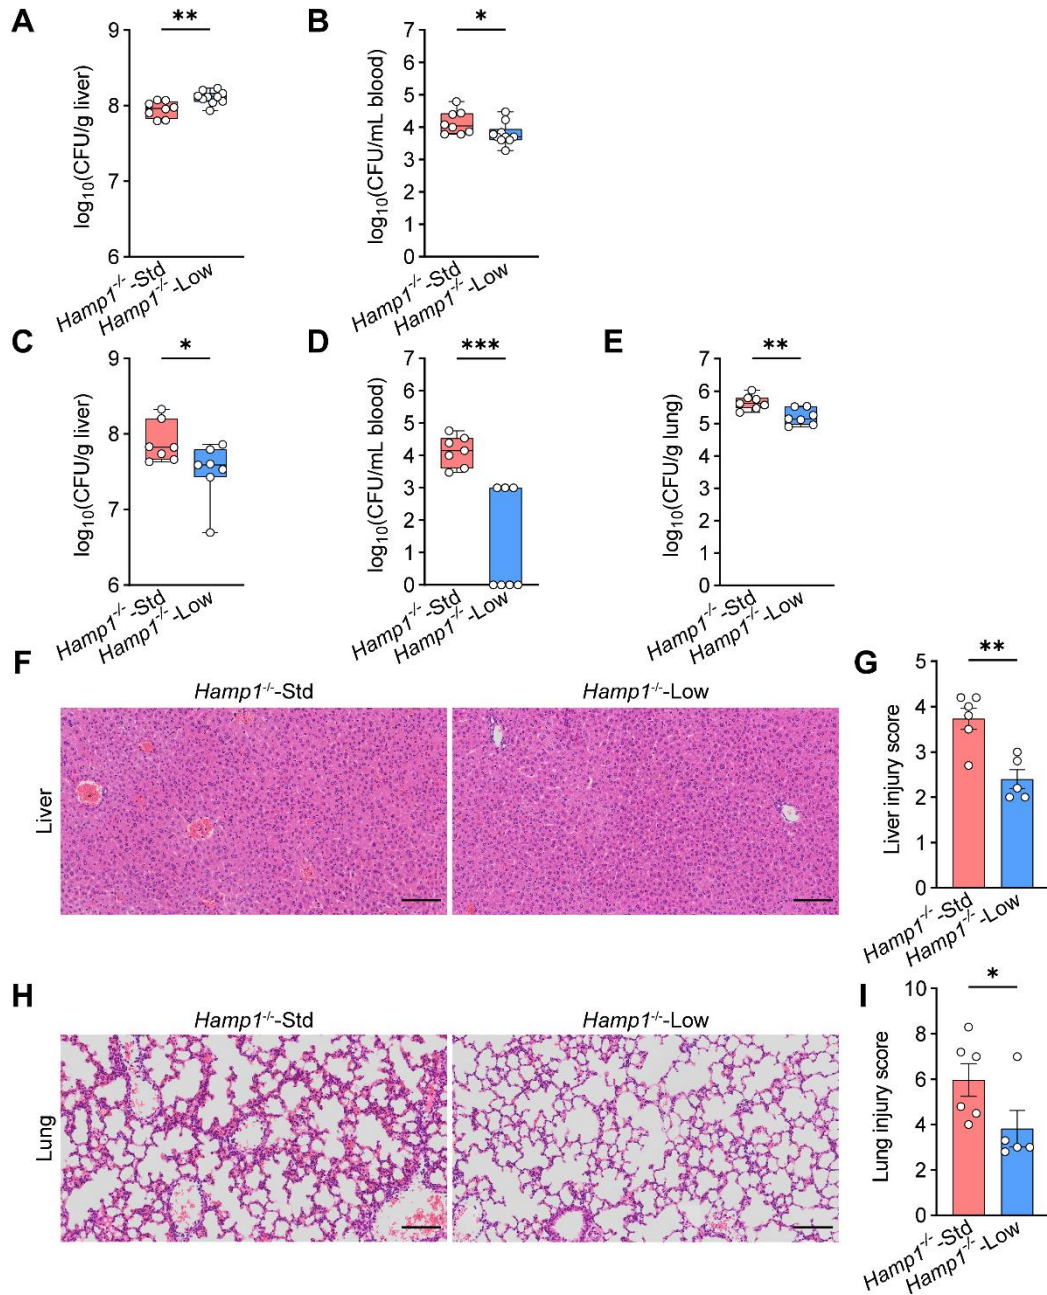 A
**
log₁₀(CFU/g liver)
9
8
7
6
Hamp1⁻/⁻-Std
Hamp1⁻/⁻-Low
B
*
log₁₀(CFU/mL blood)
7
6
5
4
3
2
1
0
Hamp1⁻/⁻-Std
Hamp1⁻/⁻-Low
C
*
log₁₀(CFU/g liver)
9
8
7
6
Hamp1⁻/⁻-Std
Hamp1⁻/⁻-Low
D
***
log₁₀(CFU/mL blood)
7
6
5
4
3
2
1
0
Hamp1⁻/⁻-Std
Hamp1⁻/⁻-Low
E
**
log₁₀(CFU/g lung)
7
6
5
4
3
2
1
0
Hamp1⁻/⁻-Std
Hamp1⁻/⁻-Low
F
Hamp1⁻/⁻-Std
Hamp1⁻/⁻-Low
Liver
G
**
Liver injury score
5
4
3
2
1
0
Hamp1⁻/⁻-Std
Hamp1⁻/⁻-Low
H
Hamp1⁻/⁻-Std
Hamp1⁻/⁻-Low
Lung
I
*
Lung injury score
10
8
6
4
2
0
Hamp1⁻/⁻-Std
Hamp1⁻/⁻-Low